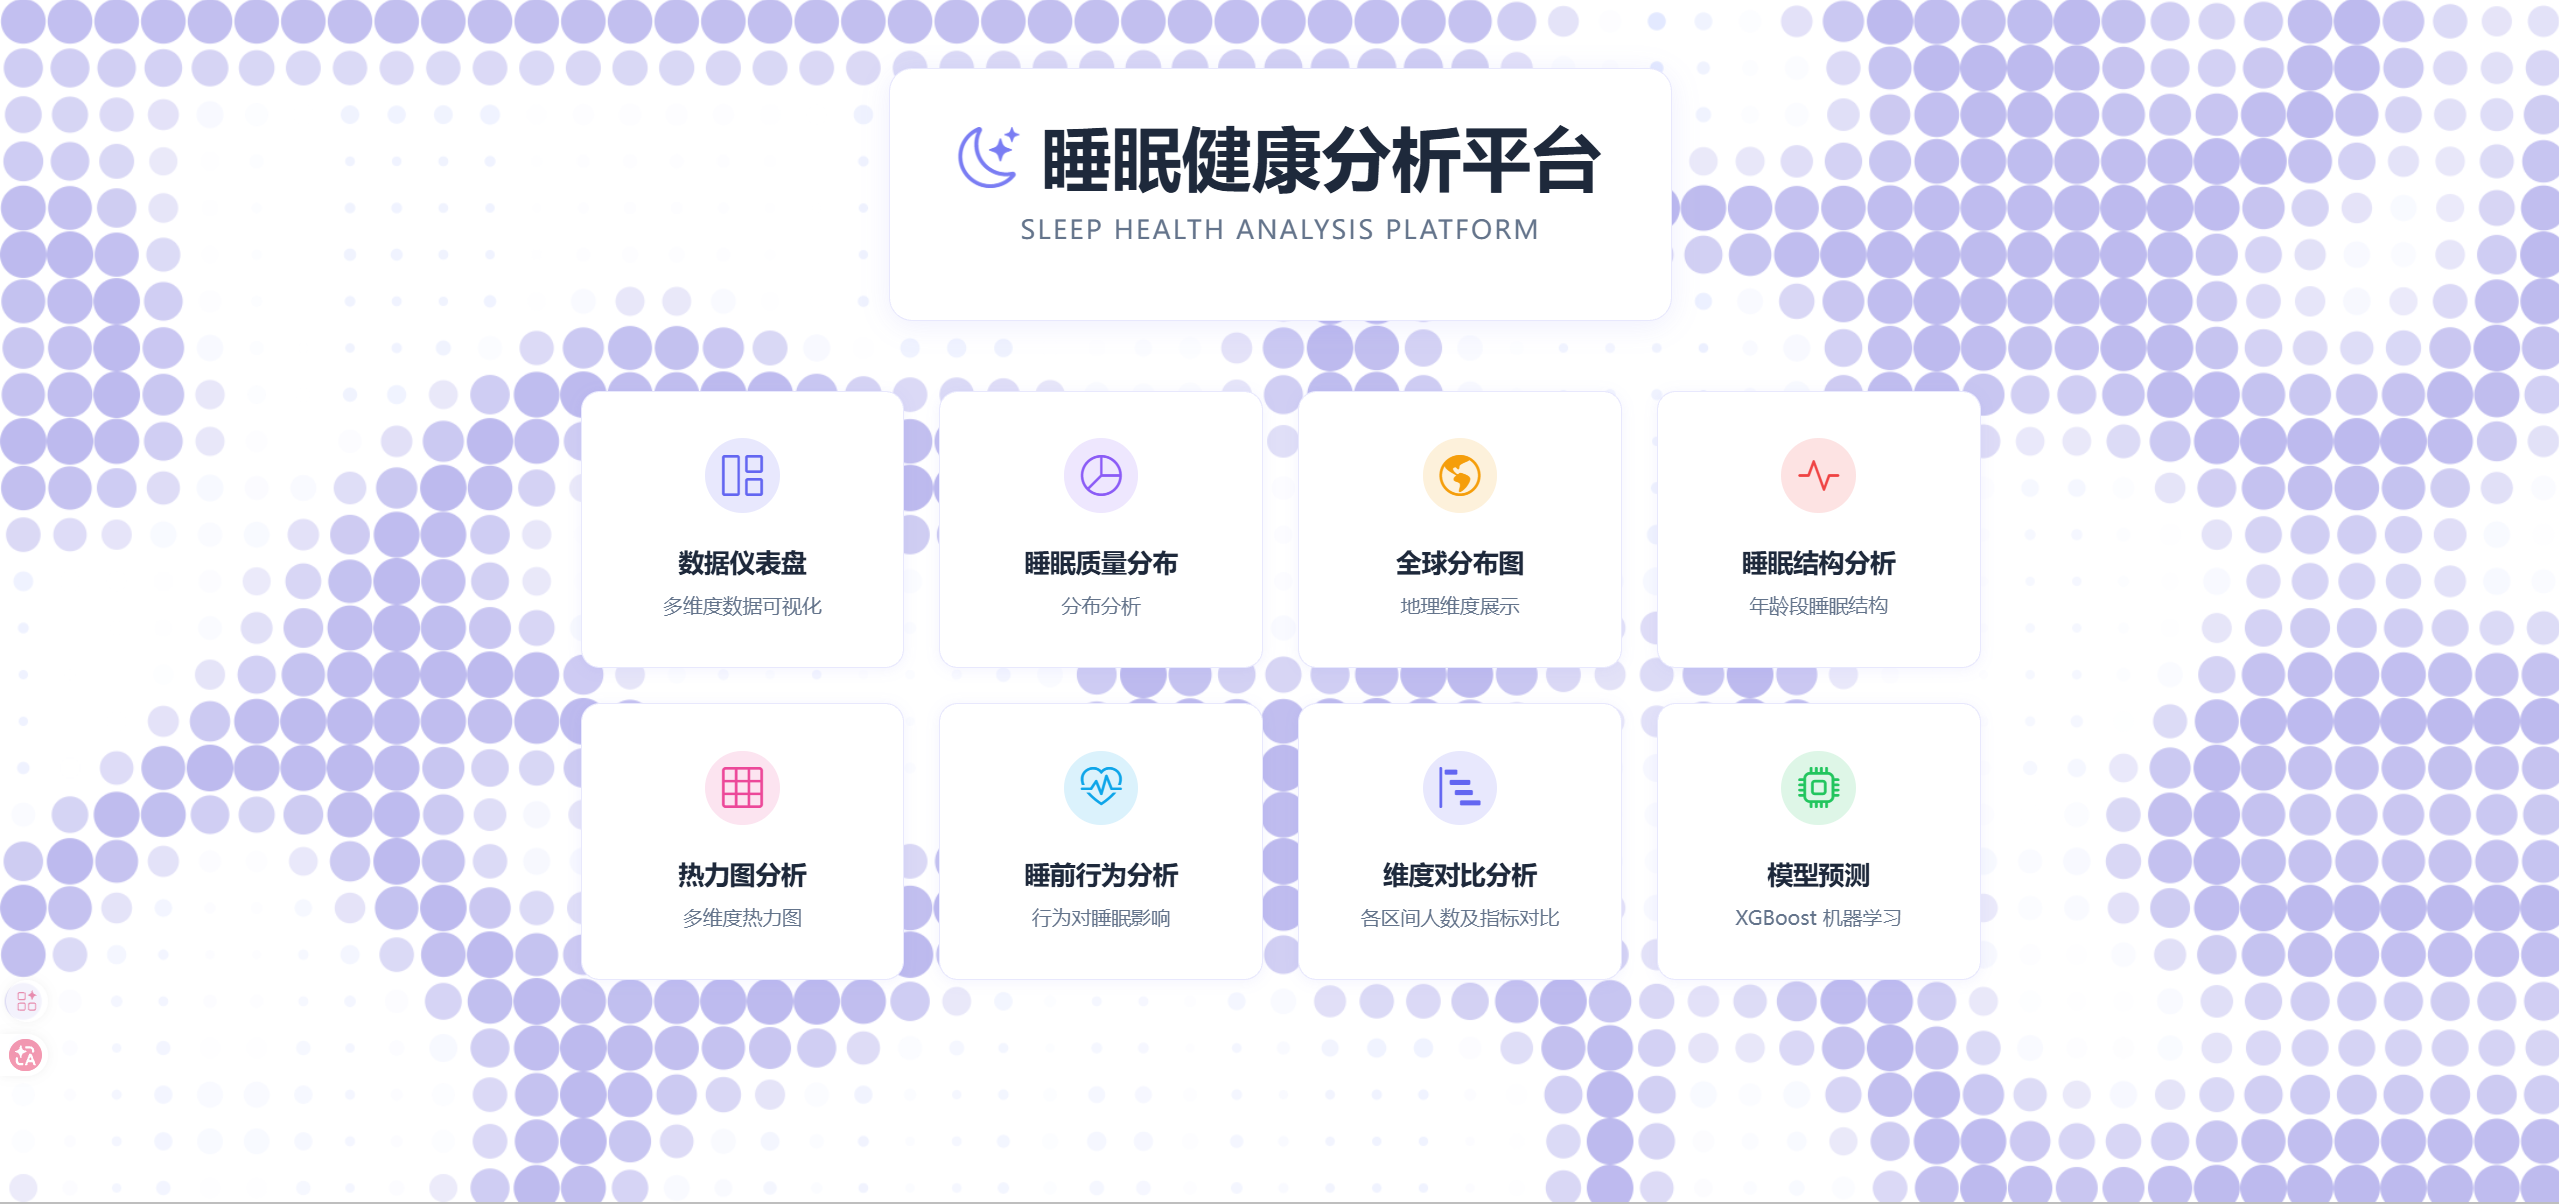 睡眠健康分析平台
SLEEP HEALTH ANALYSIS PLATFORM
数据仪表盘
多维度数据可视化
睡眠质量分布
分布分析
全球分布图
地理维度展示
睡眠结构分析
年龄段睡眠结构
热力图分析
多维度热力图
睡前行为分析
行为对睡眠影响
维度对比分析
各区间人数及指标对比
模型预测
XGBoost 机器学习
A